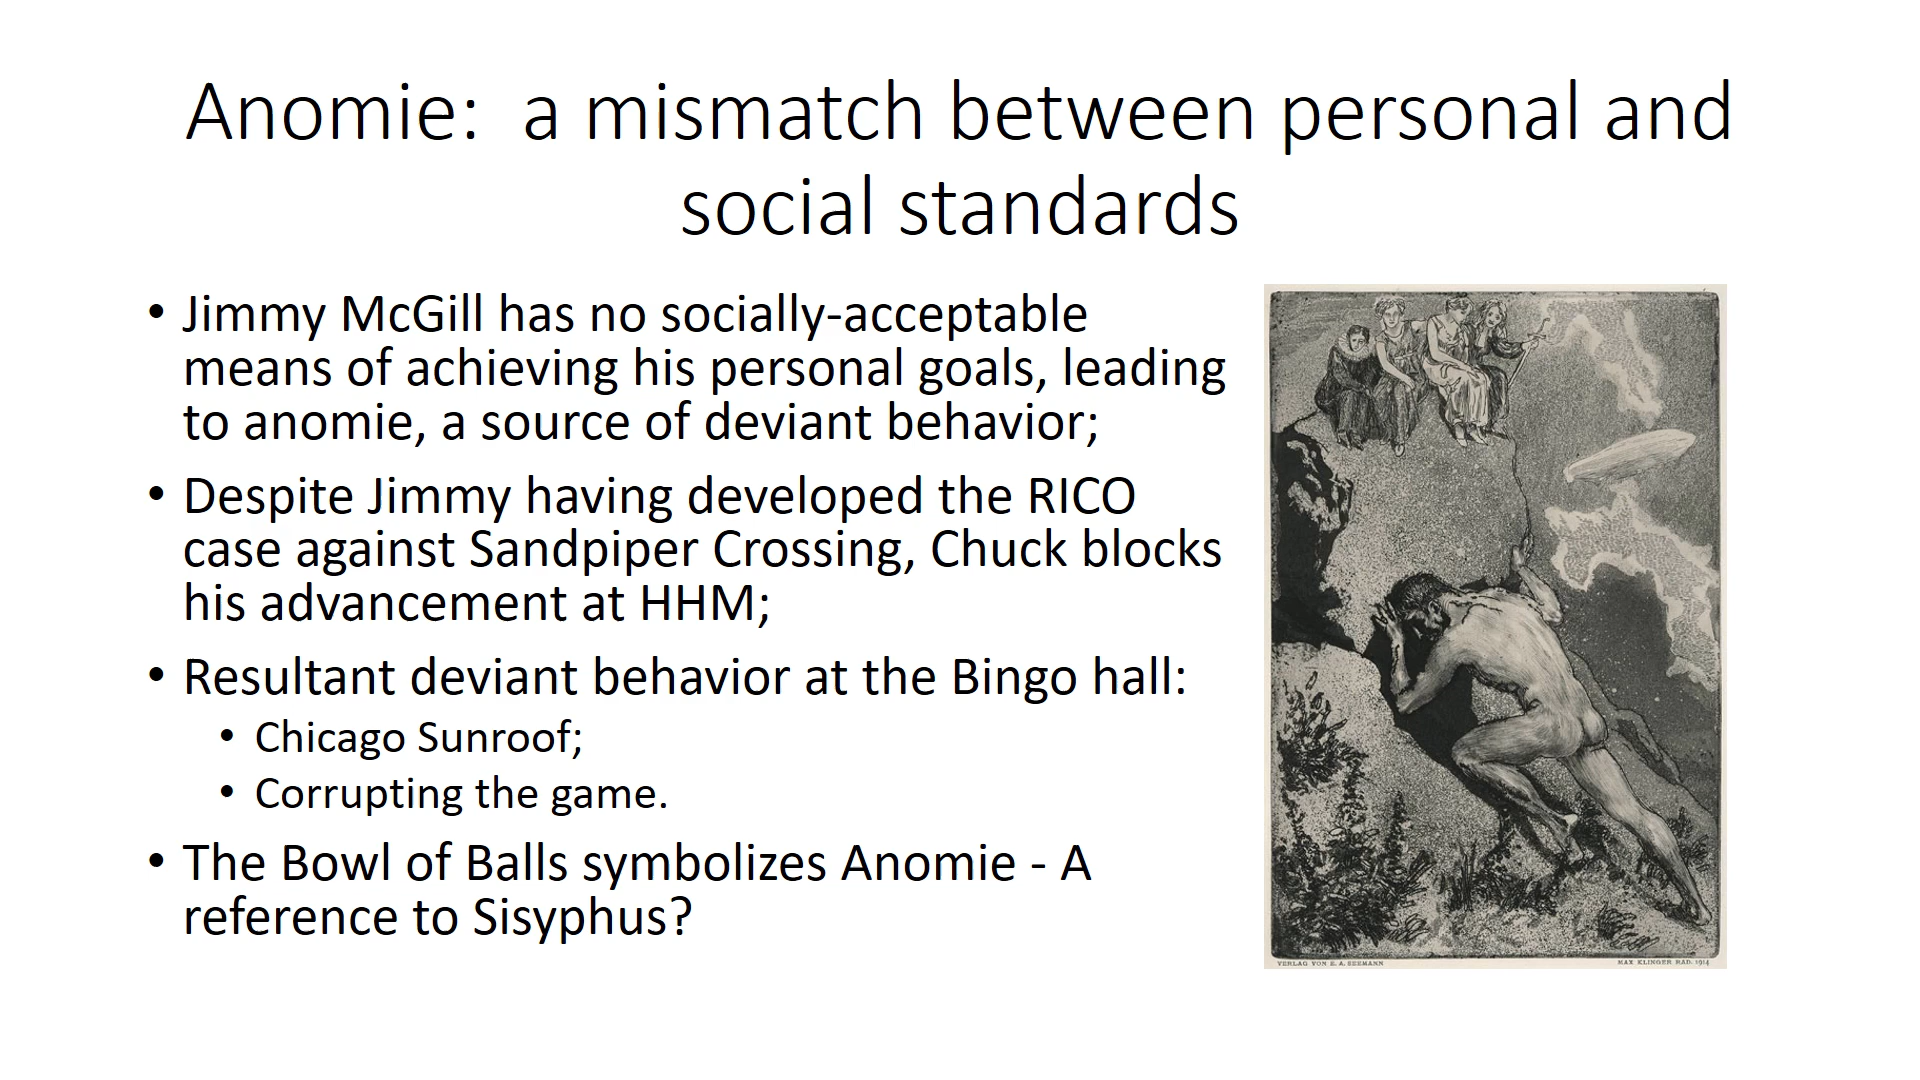 Anomie:  a mismatch between personal and
social standards
• Jimmy McGill has no socially-acceptable
means of achieving his personal goals, leading
to anomie, a source of deviant behavior;
• Despite Jimmy having developed the RICO
case against Sandpiper Crossing, Chuck blocks
his advancement at HHM;
• Resultant deviant behavior at the Bingo hall:
• Chicago Sunroof;
• Corrupting the game.
• The Bowl of Balls symbolizes Anomie - A
reference to Sisyphus?
VERLAG VON E. A. SEEMANN
MAX KLINGER RAD. 1914